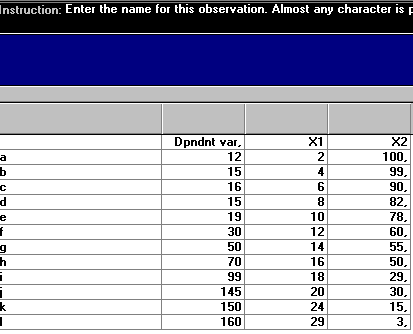 Instruction: Enter the name for this observation. Almost any character is p
Dpndnt var, X1 X2
a 12 2 100,
b 15 4 99,
c 16 6 90,
d 15 8 82,
e 19 10 78,
f 30 12 60,
g 50 14 55,
h 70 16 50,
i 99 18 29,
j 145 20 30,
k 150 24 15,
l 160 29 3,